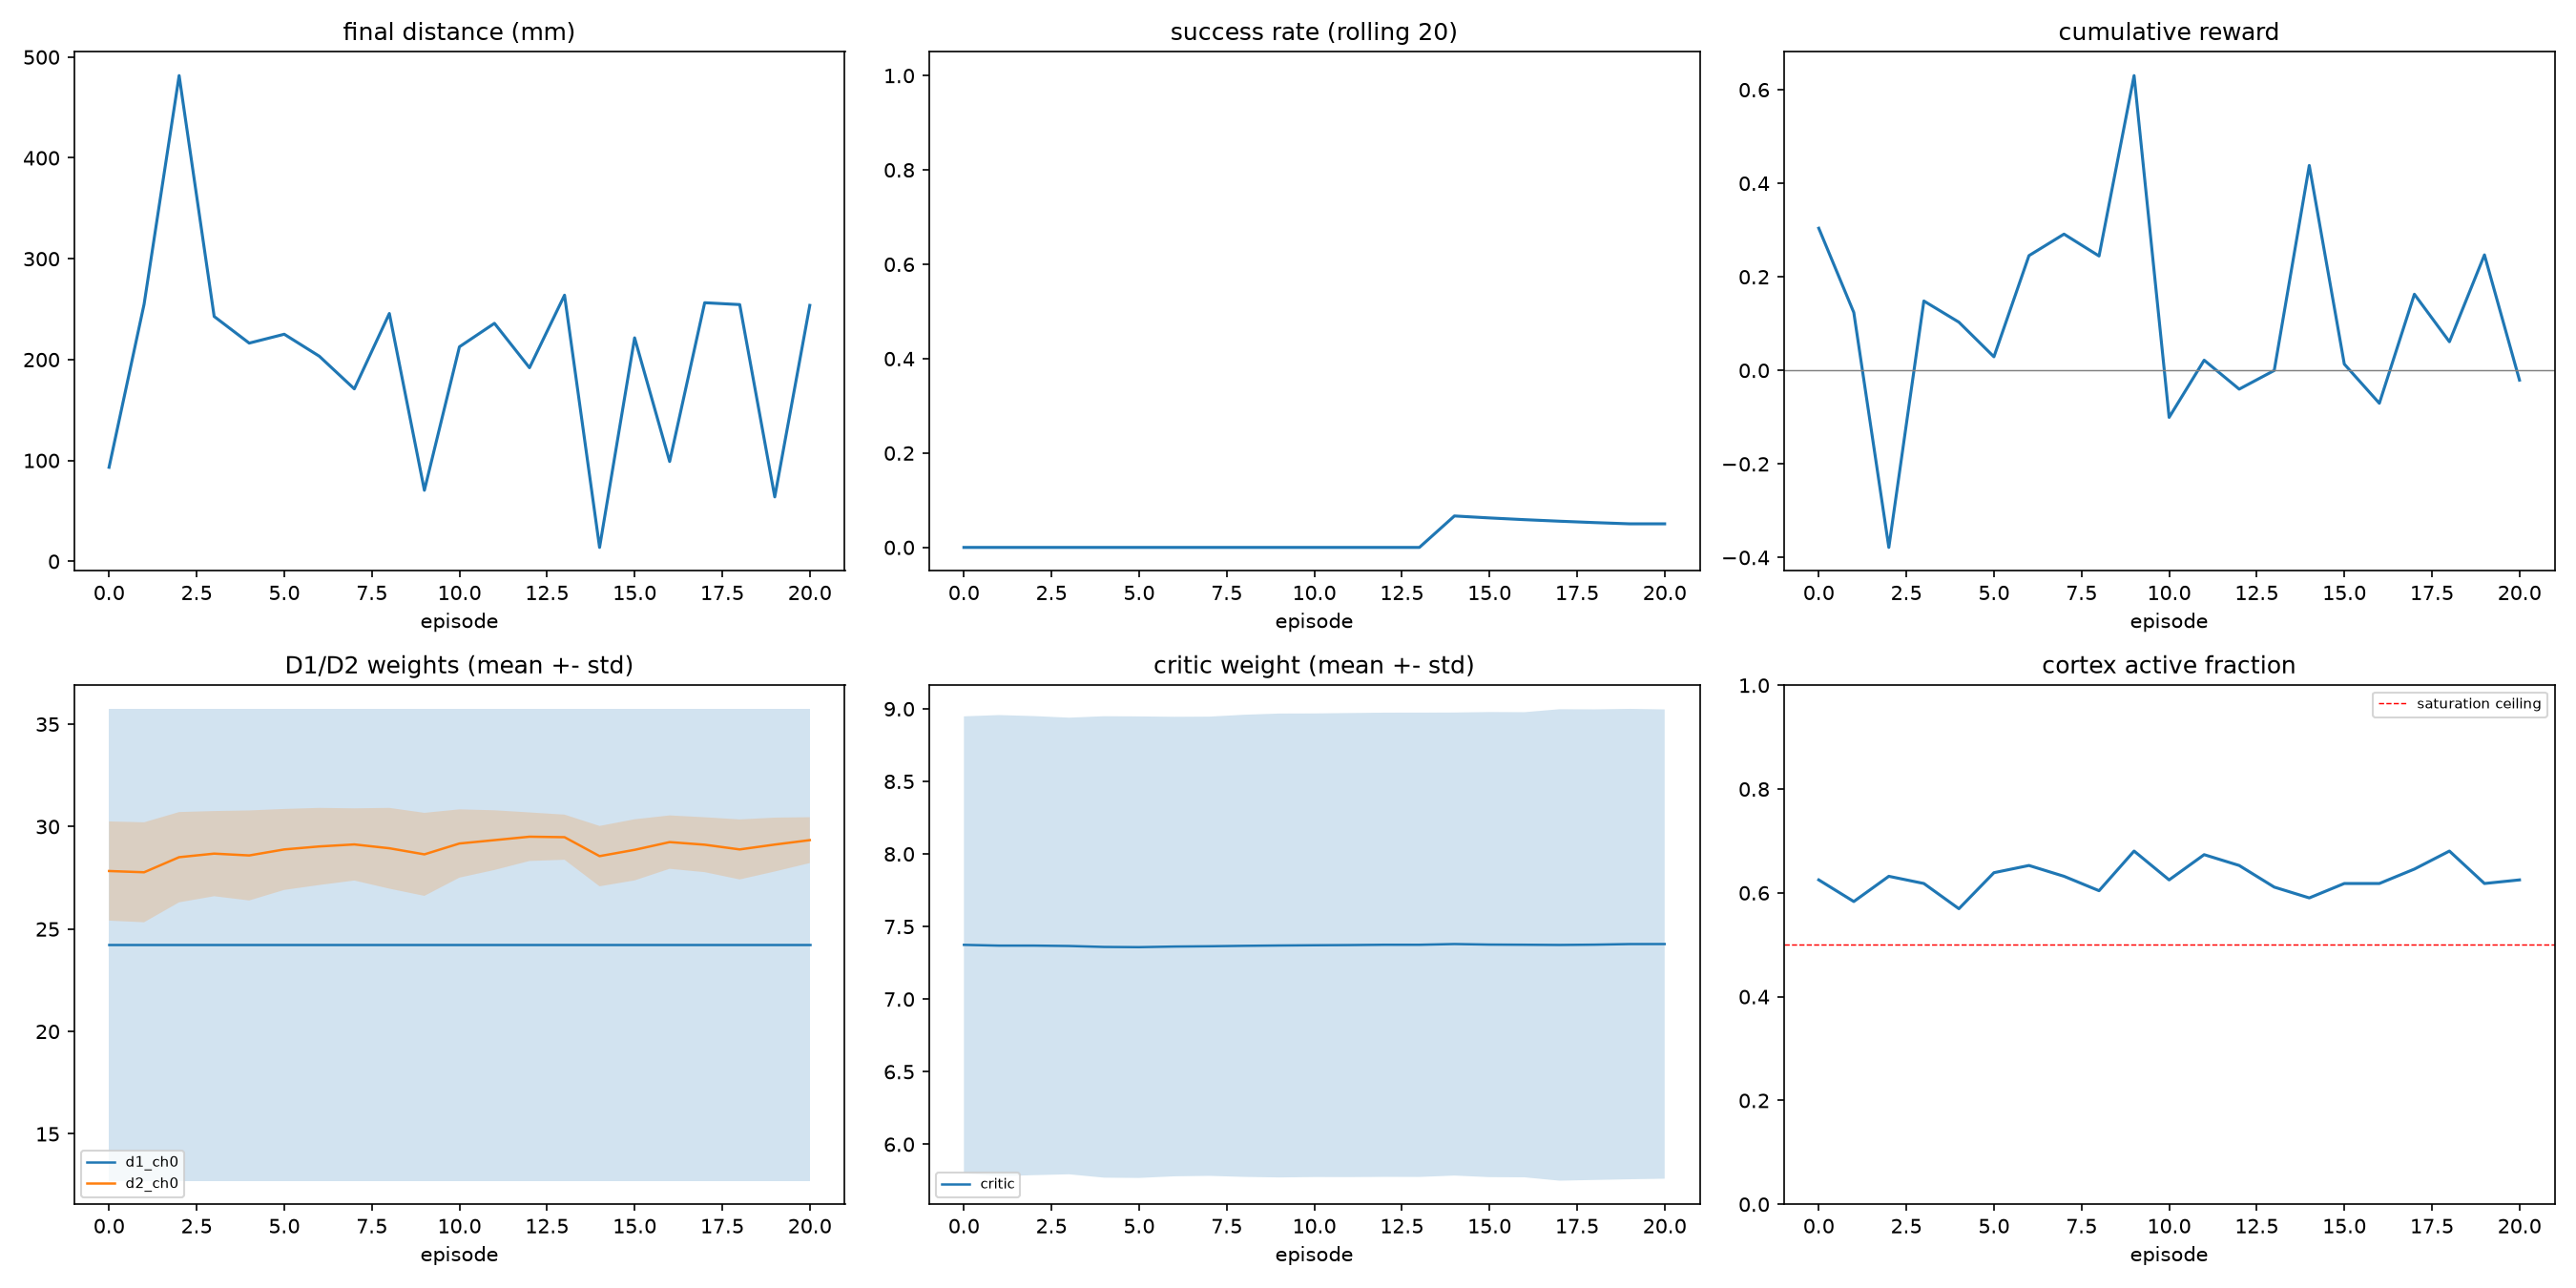 final distance (mm)
500
400
300
200
100
0
0.0 2.5 5.0 7.5 10.0 12.5 15.0 17.5 20.0
episode
success rate (rolling 20)
1.0
0.8
0.6
0.4
0.2
0.0
0.0 2.5 5.0 7.5 10.0 12.5 15.0 17.5 20.0
episode
cumulative reward
0.6
0.4
0.2
0.0
−0.2
−0.4
0.0 2.5 5.0 7.5 10.0 12.5 15.0 17.5 20.0
episode
D1/D2 weights (mean +- std)
35
30
25
20
15
d1_ch0
d2_ch0
0.0 2.5 5.0 7.5 10.0 12.5 15.0 17.5 20.0
episode
critic weight (mean +- std)
9.0
8.5
8.0
7.5
7.0
6.5
6.0
critic
0.0 2.5 5.0 7.5 10.0 12.5 15.0 17.5 20.0
episode
cortex active fraction
1.0
saturation ceiling
0.8
0.6
0.4
0.2
0.0
0.0 2.5 5.0 7.5 10.0 12.5 15.0 17.5 20.0
episode